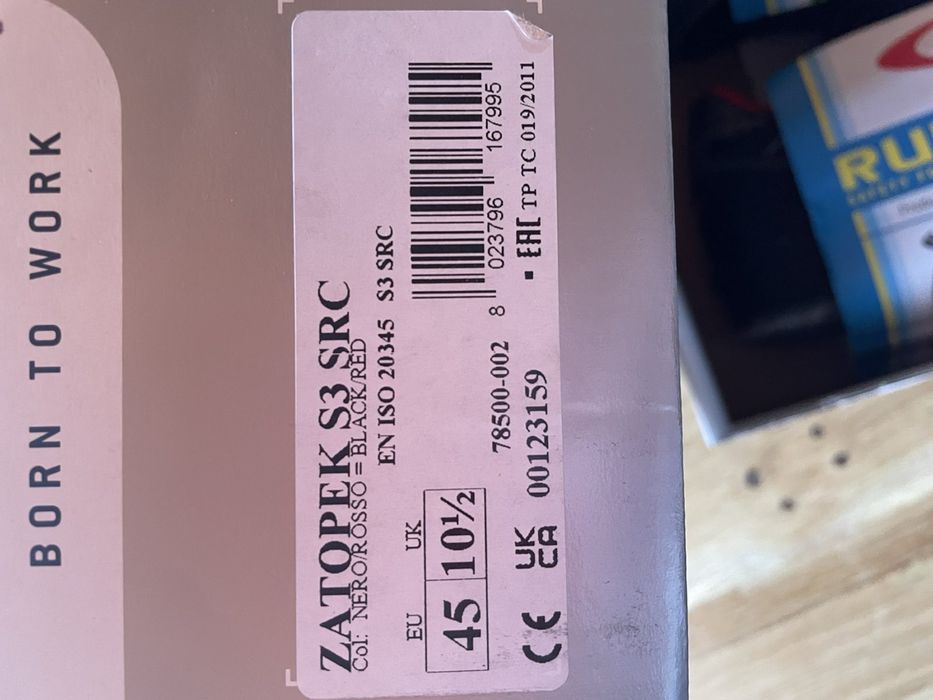 BORN TO WORK
ZATOPEK S3 SRC
Col: NERO/ROSSO = BLACK/RED
EN ISO 20345 S3 SRC
EU UK
45 10½
8 023796 167995
78500-002
EAC TP TC 019/2011
CE UK CA 00123159
RU